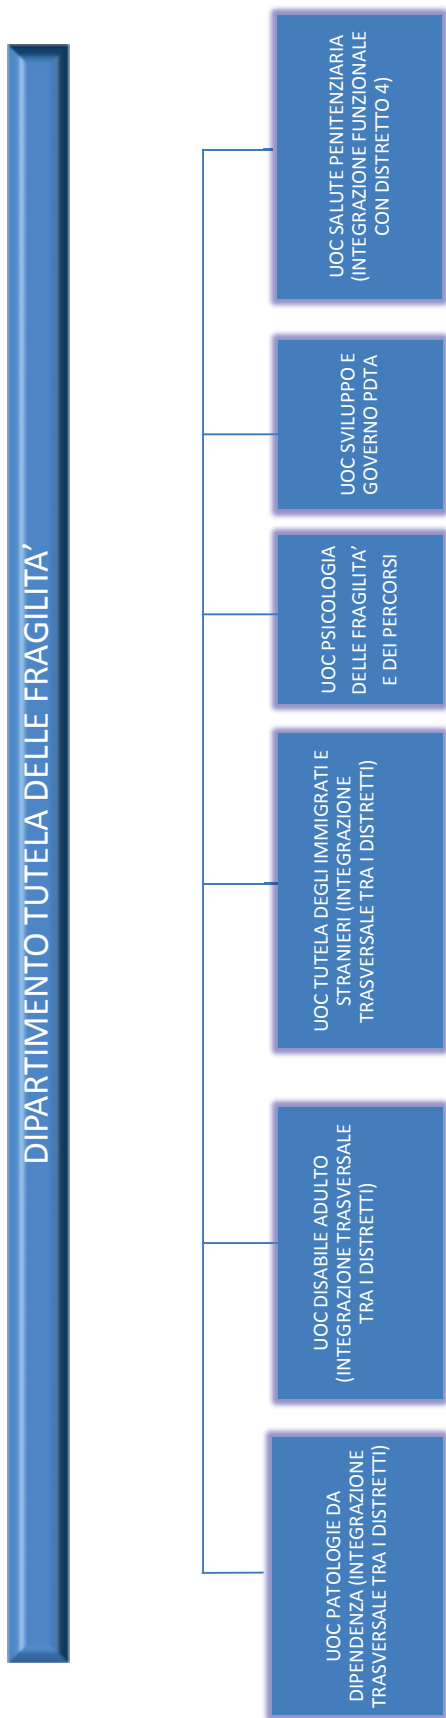 DIPARTIMENTO TUTELA DELLE FRAGILITA’
UOC PATOLOGIE DA
DIPENDENZA (INTEGRAZIONE
TRASVERSALE TRA I DISTRETTI)
UOC DISABILE ADULTO
(INTEGRAZIONE TRASVERSALE
TRA I DISTRETTI)
UOC TUTELA DEGLI IMMIGRATI E
STRANIERI (INTEGRAZIONE
TRASVERSALE TRA I DISTRETTI)
UOC PSICOLOGIA
DELLE FRAGILITA’
E DEI PERCORSI
UOC SVILUPPO E
GOVERNO PDTA
UOC SALUTE PENITENZIARIA
(INTEGRAZIONE FUNZIONALE
CON DISTRETTO 4)